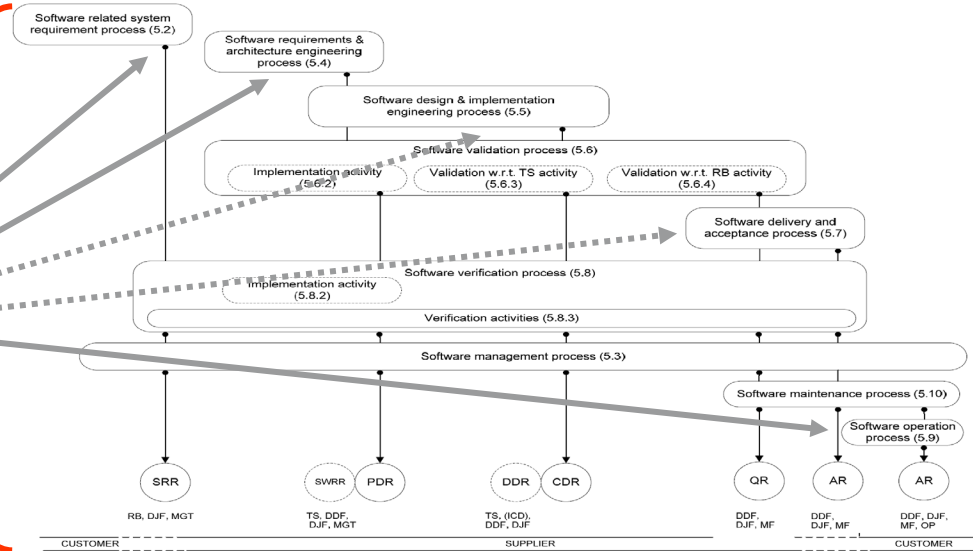 Software related system
requirement process (5.2)
Software requirements &
architecture engineering
process (5.4)
Software design & implementation
engineering process (5.5)
Software validation process (5.6)
Implementation activity
(5.6.2)
Validation w.r.t. TS activity
(5.6.3)
Validation w.r.t. RB activity
(5.6.4)
Software delivery and
acceptance process (5.7)
Software verification process (5.8)
Implementation activity
(5.8.2)
Verification activities (5.8.3)
Software management process (5.3)
Software maintenance process (5.10)
Software operation
process (5.9)
SRR
SWRR
PDR
DDR
CDR
QR
AR
AR
RB, DJF, MGT
TS, DDF,
DJF, MGT
TS, (ICD),
DDF, DJF
DDF,
DJF, MF
DDF,
DJF, MF
DDF, DJF,
MF, OP
CUSTOMER
SUPPLIER
CUSTOMER